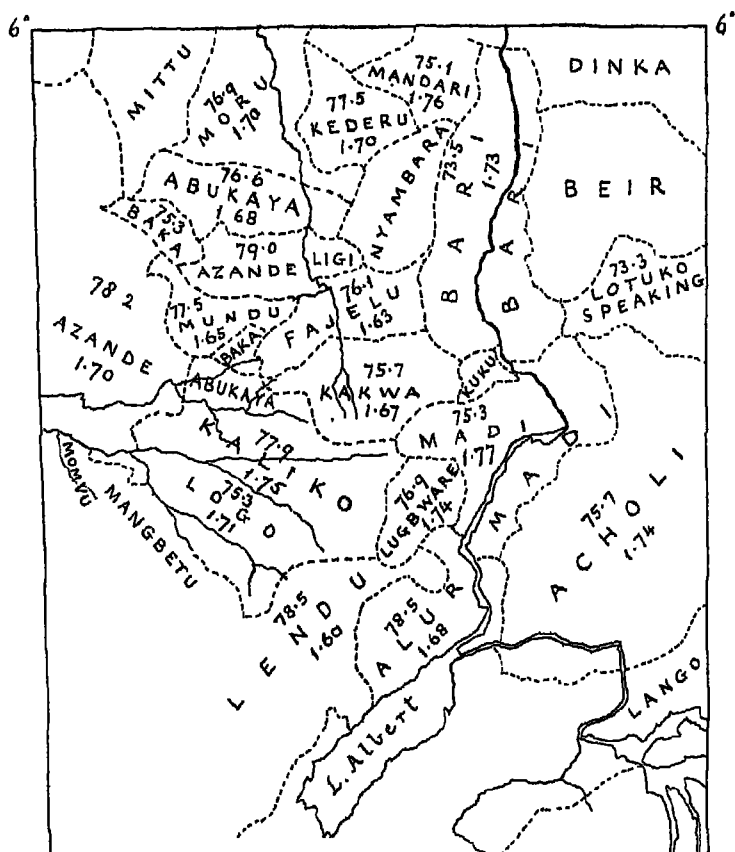 6°
6°
MITTU
76.9
MORU
1.70
75.1
MANDARI
1.76
77.5
KEDERU
1.70
DINKA
NYAMBARA
73.5
BARI
1.73
BARI
BEIR
76.6
ABUKAYA
1.68
75.3
BAKA
79.0
AZANDE
LIGI
73.3
LOTUKO
SPEAKING
78 2
AZANDE
1.70
77.5
MUNDU
1.65
BAKA
76.1
FAJELU
1.63
ABUKAYA
75.7
KAKWA
1.67
KUKU
75.3
MADI
1.77
KALIKO
77.9
1.75
LOGO
75.3
1.71
76.9
LUGBWARE
1.74
MADI
MOMVU
MANGBETU
75.7
ACHOLI
1.74
LENDU
78.5
1.60
78.5
ALUR
1.68
LANGO
L. Albert